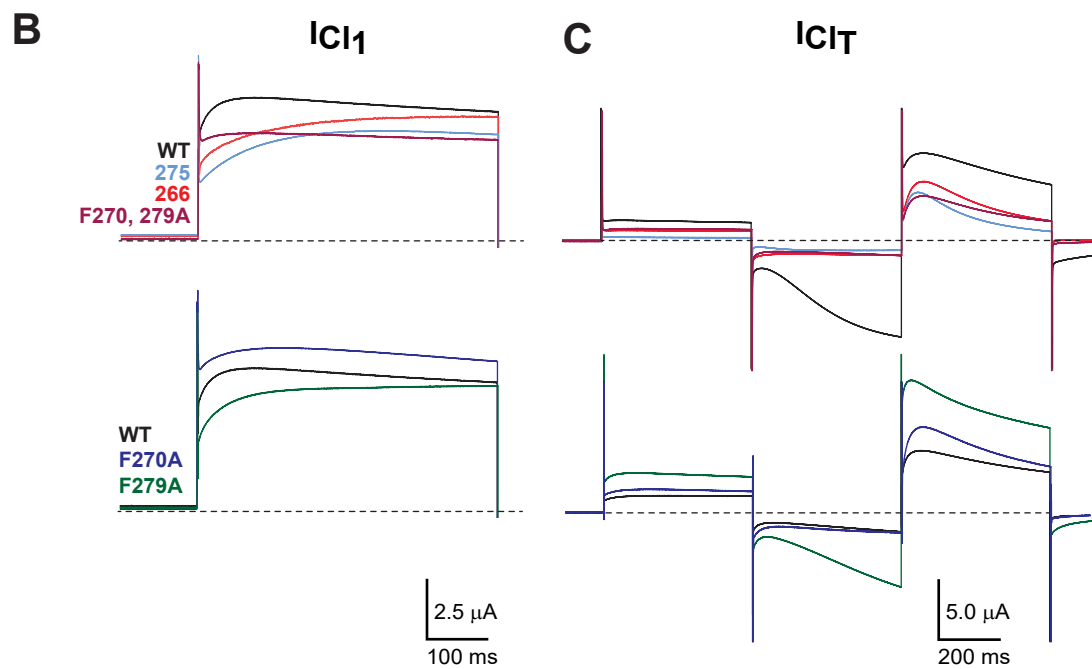 B
ICl1
C
IClT
WT
275
266
F270, 279A
WT
F270A
F279A
2.5 μA
100 ms
5.0 μA
200 ms